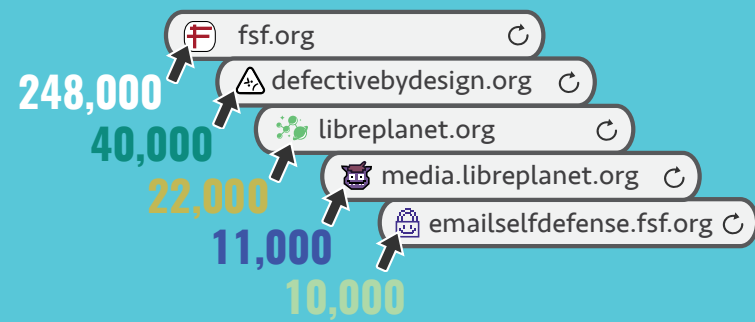 fsf.org
248,000
defectivebydesign.org
40,000
libreplanet.org
22,000
media.libreplanet.org
11,000
emailselfdefense.fsf.org
10,000